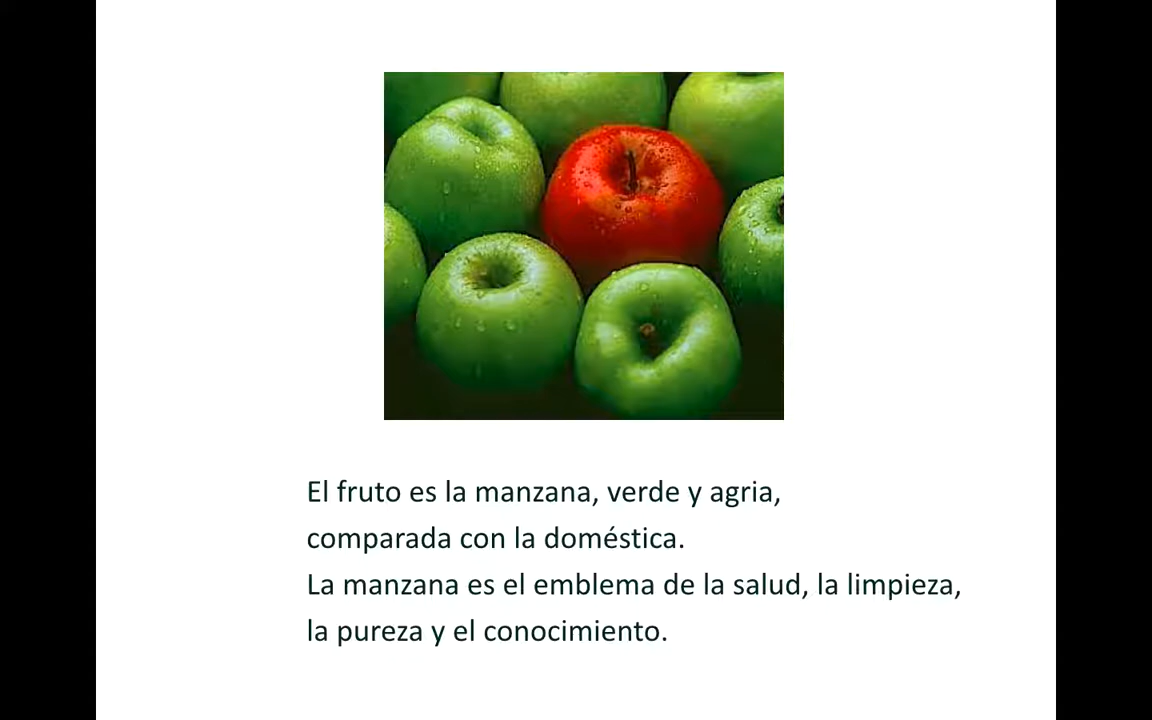 El fruto es la manzana, verde y agria,
comparada con la doméstica.
La manzana es el emblema de la salud, la limpieza,
la pureza y el conocimiento.